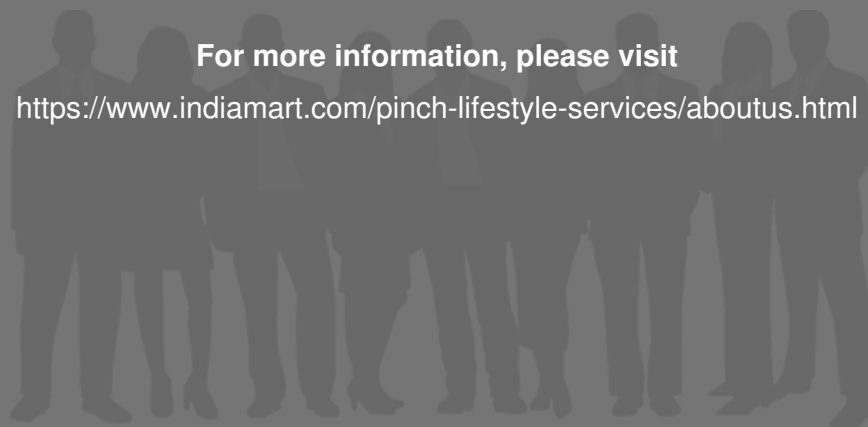 For more information, please visit
https://www.indiamart.com/pinch-lifestyle-services/aboutus.html